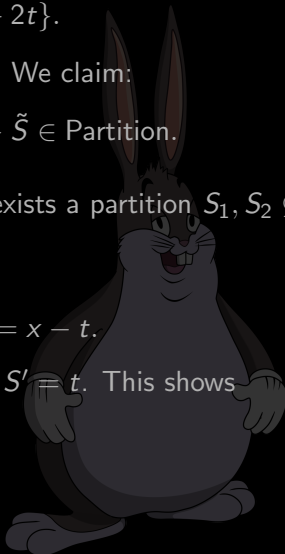 - 2t}.
We claim:
- S̃ ∈ Partition.
exists a partition S₁, S₂ ⊆
= x − t.
S′ = t. This shows